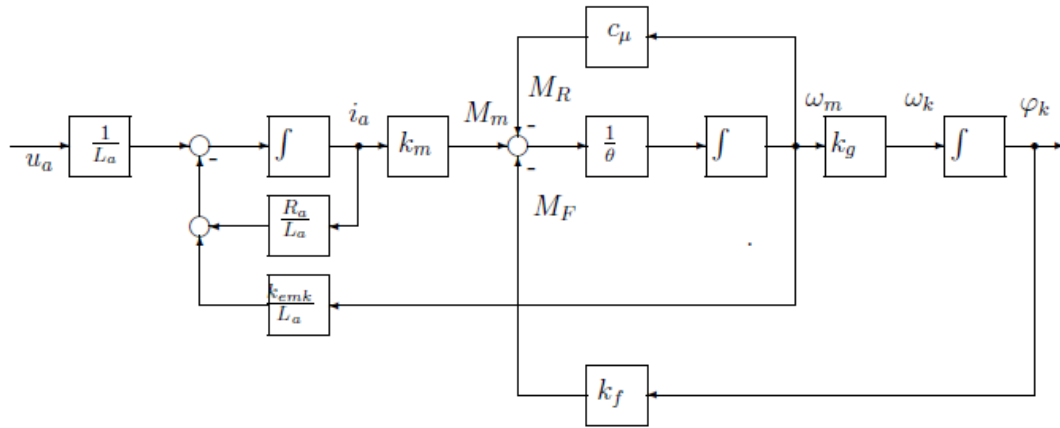 c_μ
M_R
ω_m
ω_k
φ_k
i_a
M_m
-
u_a
1/L_a
-
∫
k_m
-
1/θ
∫
k_g
∫
M_F
R_a/L_a
k_emk/L_a
k_f